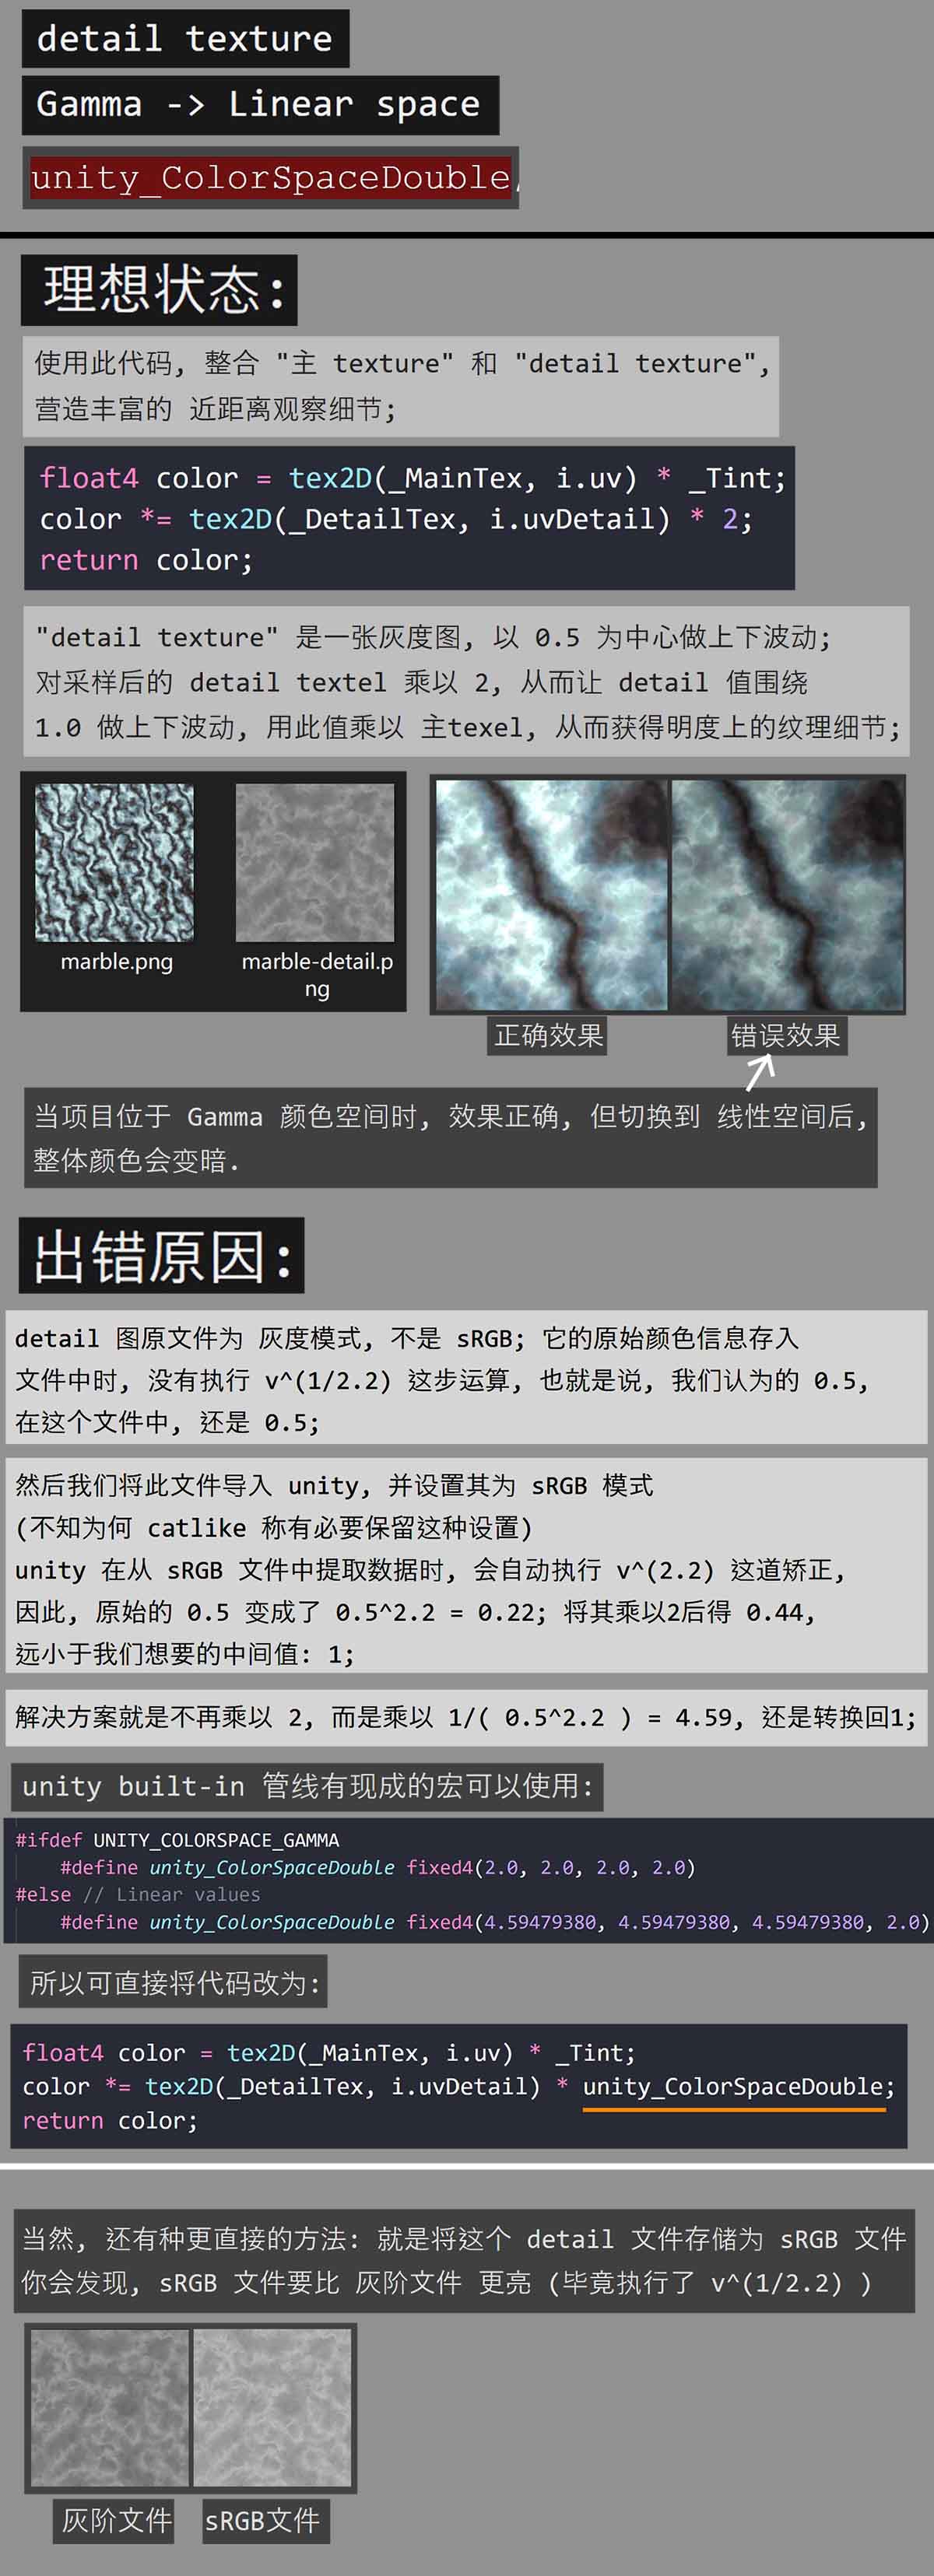 detail texture
Gamma -> Linear space
unity_ColorSpaceDouble,
理想状态:
使用此代码, 整合 "主 texture" 和 "detail texture",
营造丰富的 近距离观察细节;
float4 color = tex2D(_MainTex, i.uv) * _Tint;
color *= tex2D(_DetailTex, i.uvDetail) * 2;
return color;
"detail texture" 是一张灰度图, 以 0.5 为中心做上下波动;
对采样后的 detail textel 乘以 2, 从而让 detail 值围绕
1.0 做上下波动, 用此值乘以 主texel, 从而获得明度上的纹理细节;
marble.png
marble-detail.p
ng
正确效果
错误效果
当项目位于 Gamma 颜色空间时, 效果正确, 但切换到 线性空间后,
整体颜色会变暗.
出错原因:
detail 图原文件为 灰度模式, 不是 sRGB; 它的原始颜色信息存入
文件中时, 没有执行 v^(1/2.2) 这步运算, 也就是说, 我们认为的 0.5,
在这个文件中, 还是 0.5;
然后我们将此文件导入 unity, 并设置其为 sRGB 模式
(不知为何 catlike 称有必要保留这种设置)
unity 在从 sRGB 文件中提取数据时, 会自动执行 v^(2.2) 这道矫正,
因此, 原始的 0.5 变成了 0.5^2.2 = 0.22; 将其乘以2后得 0.44,
远小于我们想要的中间值: 1;
解决方案就是不再乘以 2, 而是乘以 1/( 0.5^2.2 ) = 4.59, 还是转换回1;
unity built-in 管线有现成的宏可以使用:
#ifdef UNITY_COLORSPACE_GAMMA
#define unity_ColorSpaceDouble fixed4(2.0, 2.0, 2.0, 2.0)
#else // Linear values
#define unity_ColorSpaceDouble fixed4(4.59479380, 4.59479380, 4.59479380, 2.0)
所以可直接将代码改为:
float4 color = tex2D(_MainTex, i.uv) * _Tint;
color *= tex2D(_DetailTex, i.uvDetail) * unity_ColorSpaceDouble;
return color;
当然, 还有种更直接的方法: 就是将这个 detail 文件存储为 sRGB 文件
你会发现, sRGB 文件要比 灰阶文件 更亮 (毕竟执行了 v^(1/2.2) )
灰阶文件
sRGB文件